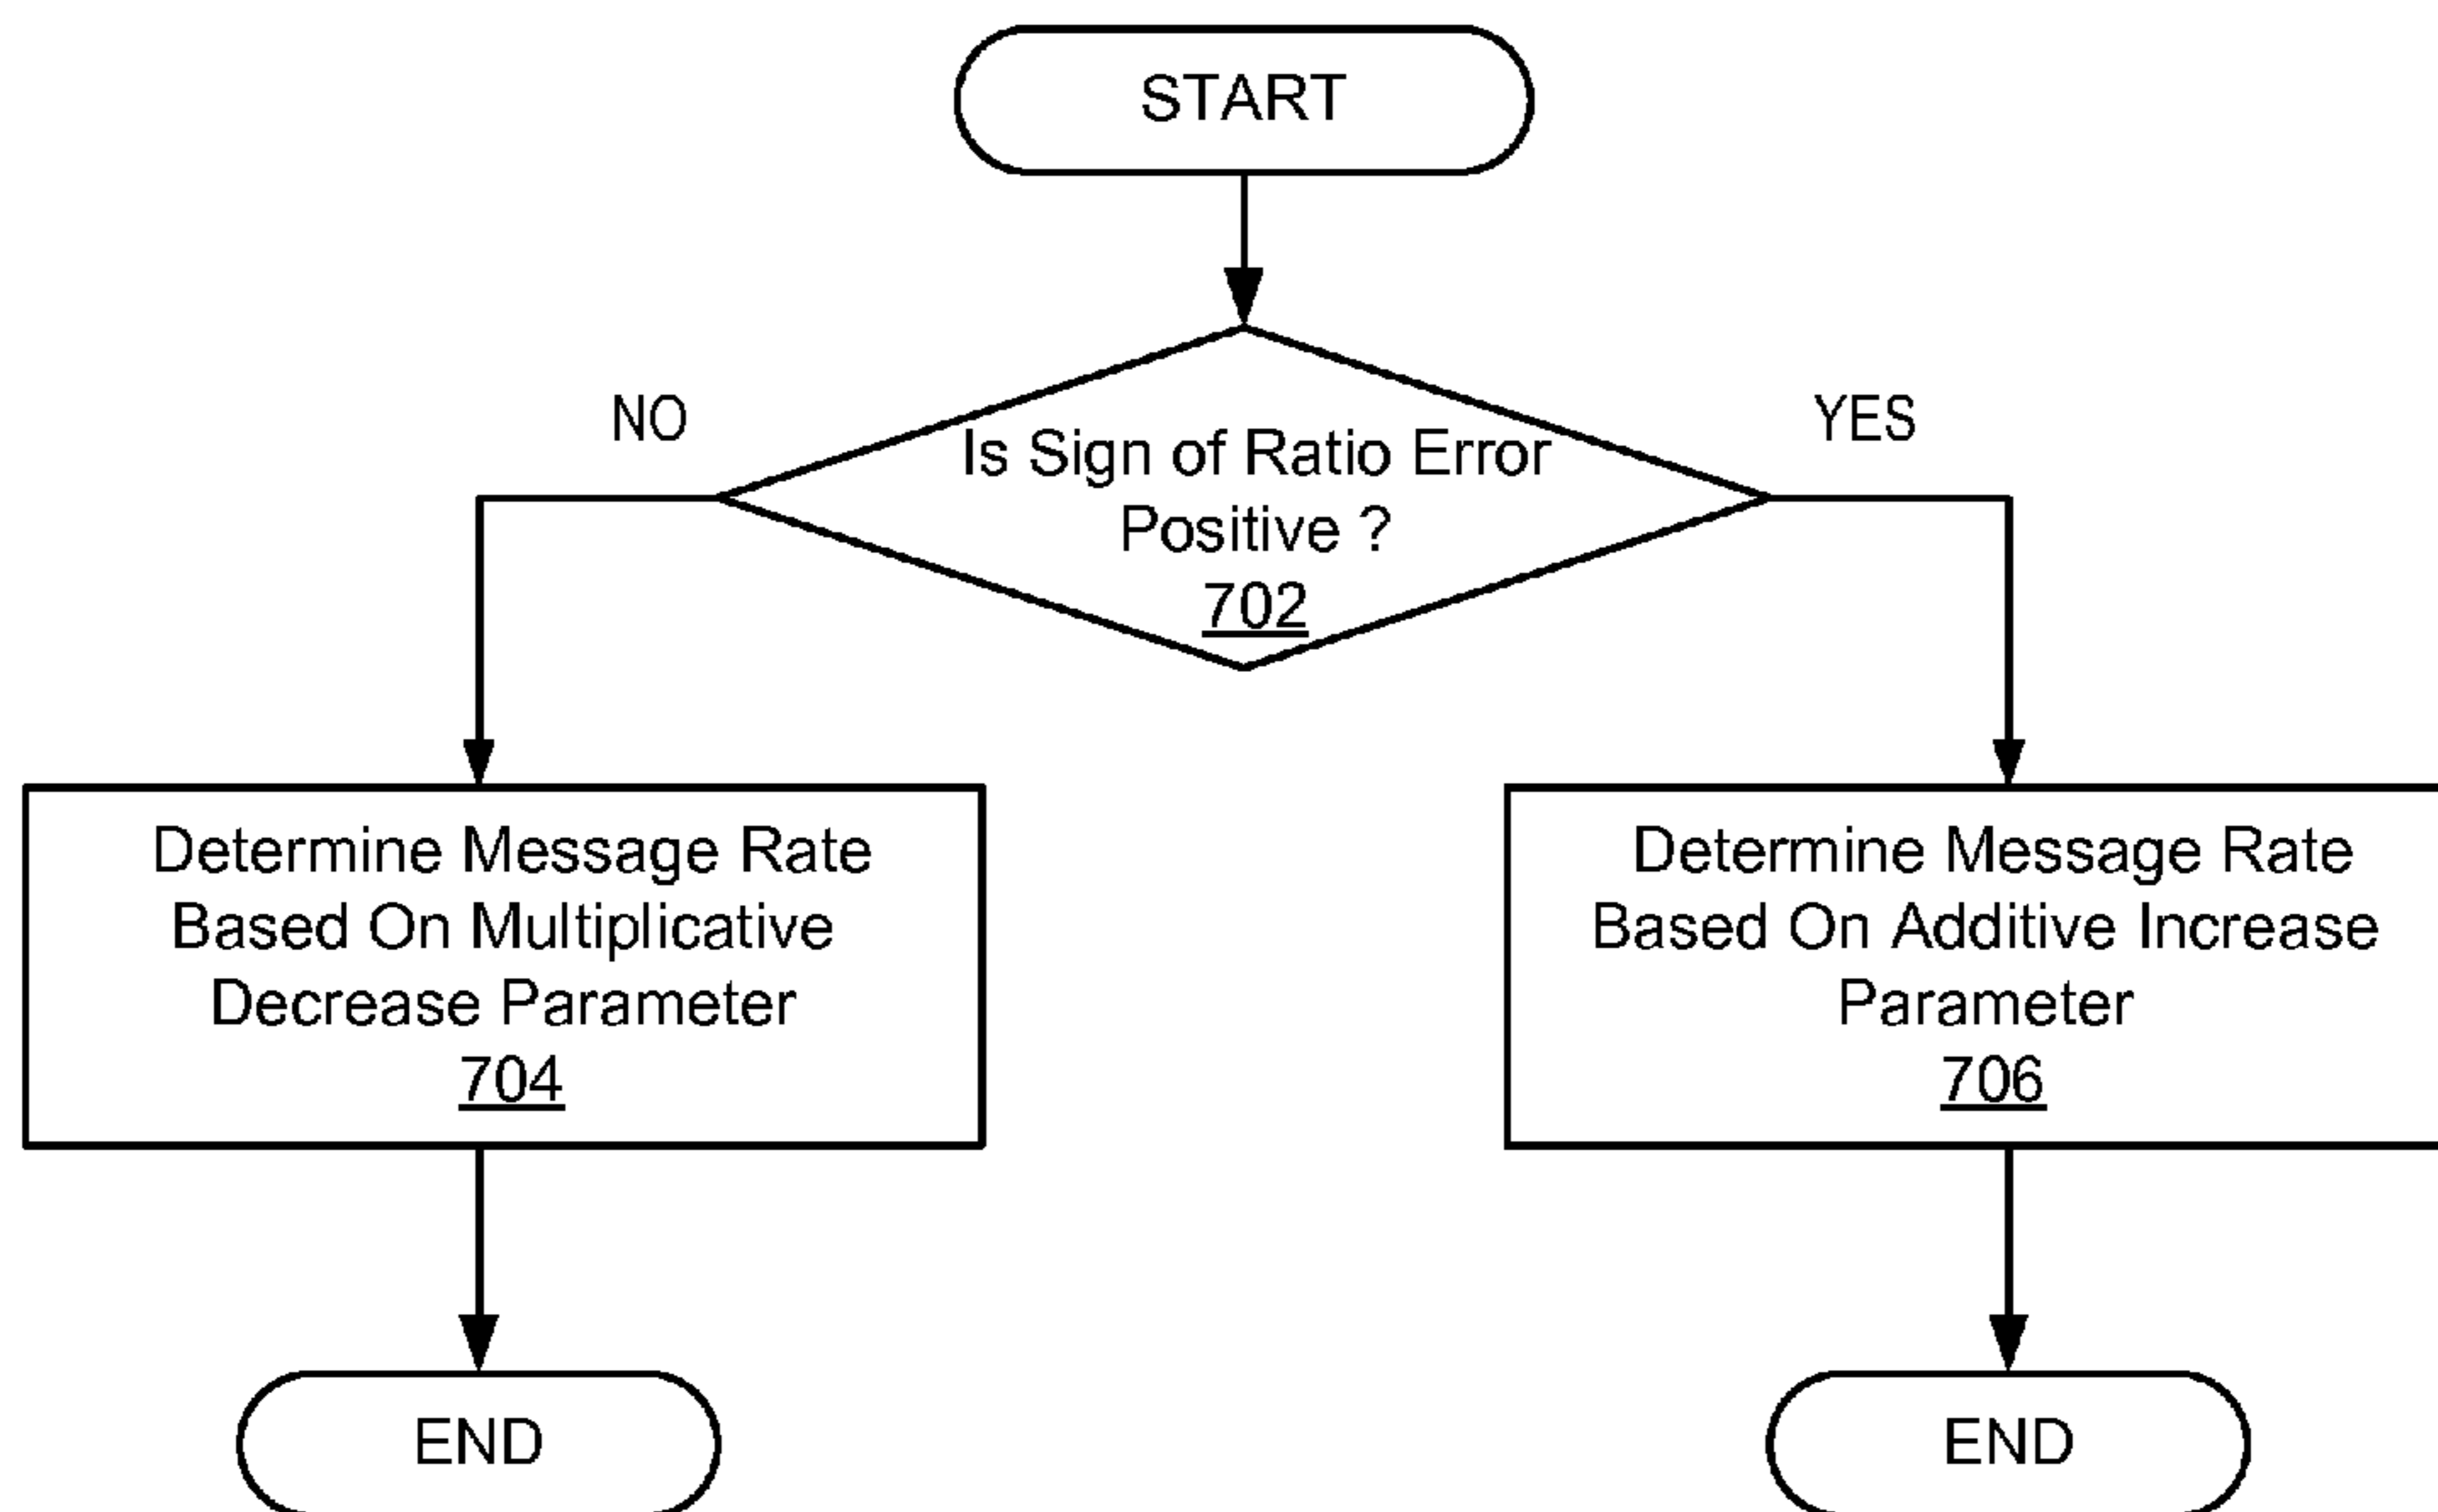 START
NO
YES
Is Sign of Ratio Error
Positive ?
702
Determine Message Rate
Based On Multiplicative
Decrease Parameter
704
Determine Message Rate
Based On Additive Increase
Parameter
706
END
END